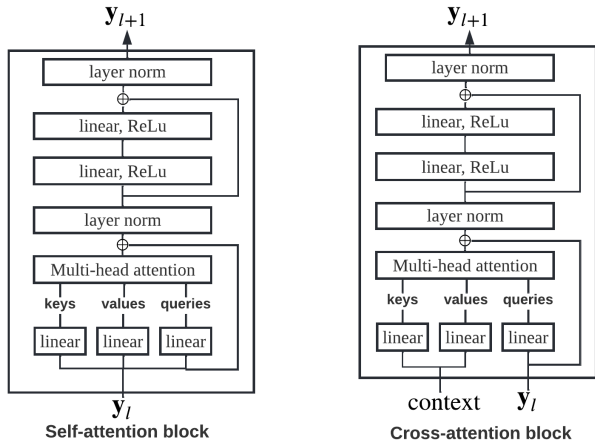 y_{l+1}
layer norm
linear, ReLu
linear, ReLu
layer norm
Multi-head attention
keys values queries
linear linear linear
y_l
Self-attention block
y_{l+1}
layer norm
linear, ReLu
linear, ReLu
layer norm
Multi-head attention
keys values queries
linear linear linear
context y_l
Cross-attention block